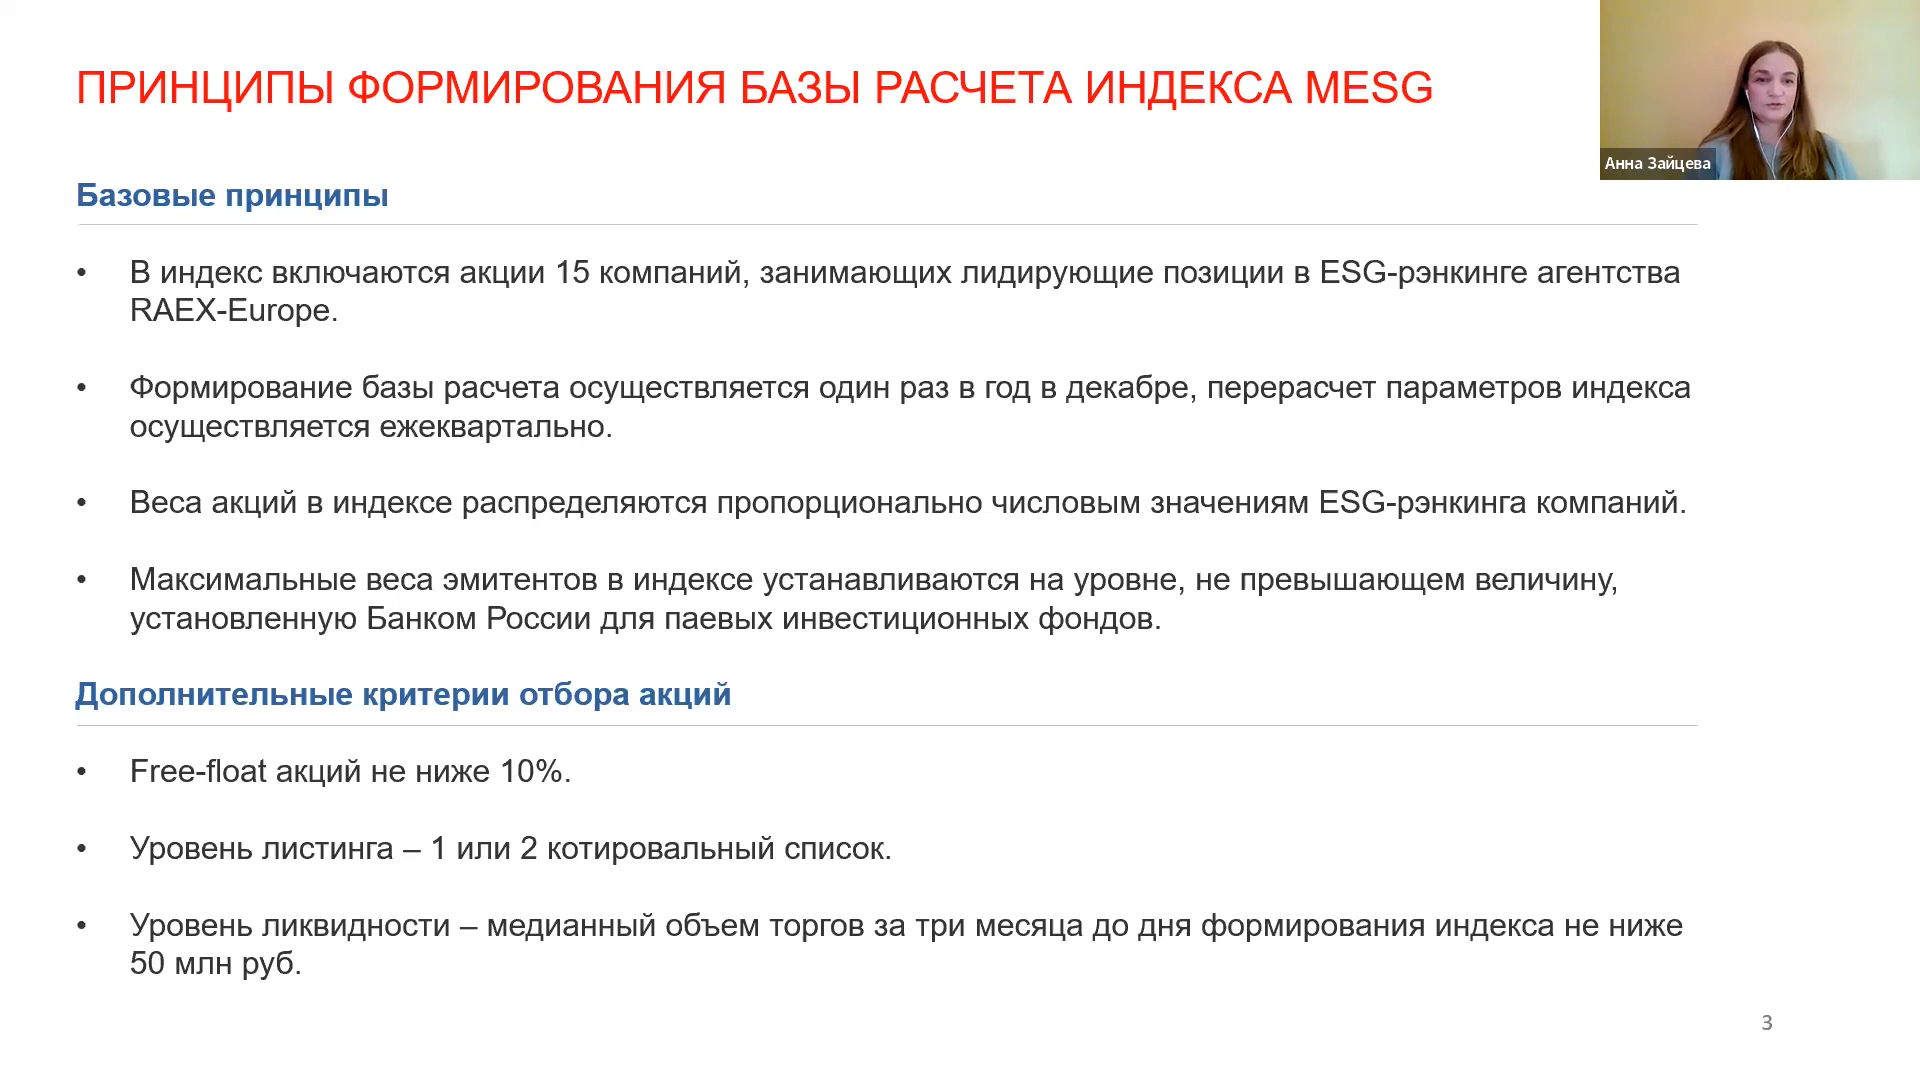 ПРИНЦИПЫ ФОРМИРОВАНИЯ БАЗЫ РАСЧЕТА ИНДЕКСА MESG
Анна Зайцева
Базовые принципы
• В индекс включаются акции 15 компаний, занимающих лидирующие позиции в ESG-рэнкинге агентства
RAEX-Europe.
• Формирование базы расчета осуществляется один раз в год в декабре, перерасчет параметров индекса
осуществляется ежеквартально.
• Веса акций в индексе распределяются пропорционально числовым значениям ESG-рэнкинга компаний.
• Максимальные веса эмитентов в индексе устанавливаются на уровне, не превышающем величину,
установленную Банком России для паевых инвестиционных фондов.
Дополнительные критерии отбора акций
• Free-float акций не ниже 10%.
• Уровень листинга – 1 или 2 котировальный список.
• Уровень ликвидности – медианный объем торгов за три месяца до дня формирования индекса не ниже
50 млн руб.
3